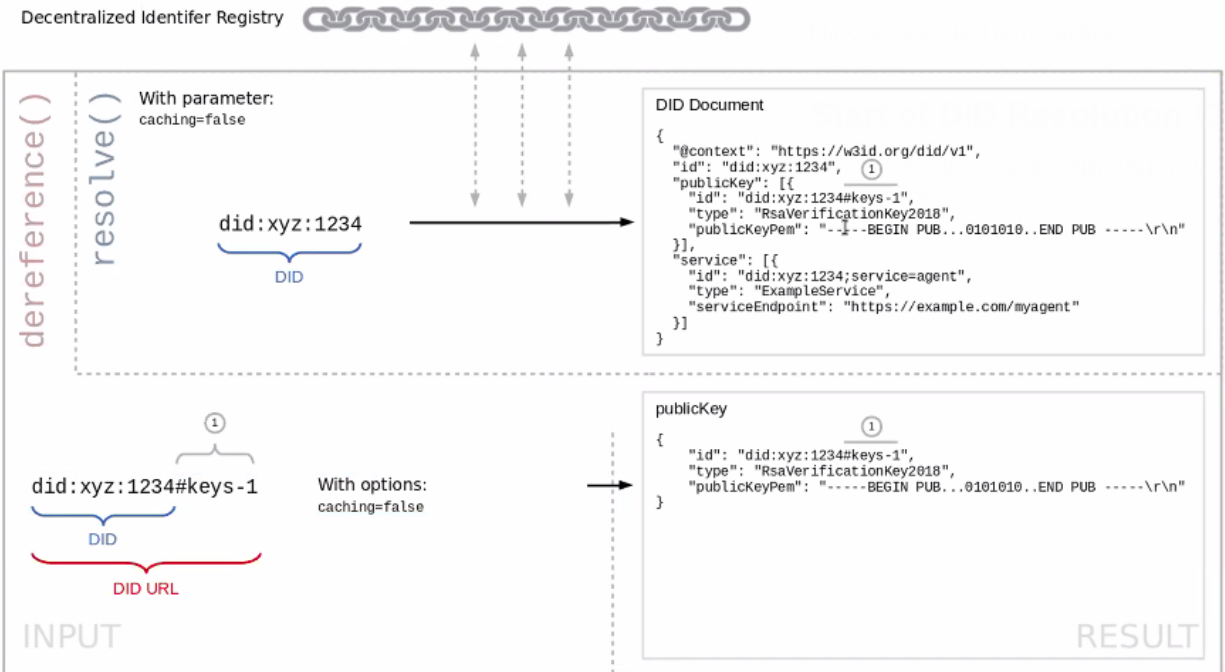 Decentralized Identifer Registry
dereference()
resolve()
With parameter:
caching=false
did:xyz:1234
DID
DID Document
{
"@context": "https://w3id.org/did/v1",
"id": "did:xyz:1234",
1
"publicKey": [{
"id": "did:xyz:1234#keys-1",
"type": "RsaVerificationKey2018",
"publicKeyPem": "-----BEGIN PUB...0101010..END PUB -----\r\n"
}],
"service": [{
"id": "did:xyz:1234;service=agent",
"type": "ExampleService",
"serviceEndpoint": "https://example.com/myagent"
}]
}
1
did:xyz:1234#keys-1
DID
DID URL
With options:
caching=false
publicKey
1
{
"id": "did:xyz:1234#keys-1",
"type": "RsaVerificationKey2018",
"publicKeyPem": "-----BEGIN PUB...0101010..END PUB -----\r\n"
}
INPUT
RESULT